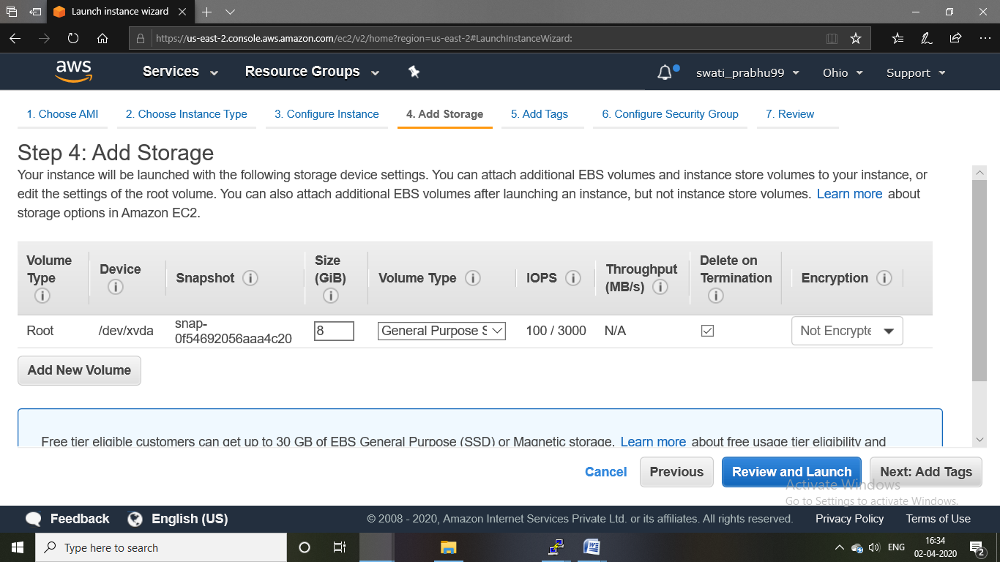 Launch instance wizard
https://us-east-2.console.aws.amazon.com/ec2/v2/home?region=us-east-2#LaunchInstanceWizard:
aws
Services
Resource Groups
swati_prabhu99
Ohio
Support
1. Choose AMI
2. Choose Instance Type
3. Configure Instance
4. Add Storage
5. Add Tags
6. Configure Security Group
7. Review
Step 4: Add Storage
Your instance will be launched with the following storage device settings. You can attach additional EBS volumes and instance store volumes to your instance, or
edit the settings of the root volume. You can also attach additional EBS volumes after launching an instance, but not instance store volumes. Learn more about
storage options in Amazon EC2.
Volume
Type
Device
Snapshot
Size
(GiB)
Volume Type
IOPS
Throughput
(MB/s)
Delete on
Termination
Encryption
Root
/dev/xvda
snap-
0f54692056aaa4c20
8
General Purpose S
100 / 3000
N/A
Not Encrypte
Add New Volume
Free tier eligible customers can get up to 30 GB of EBS General Purpose (SSD) or Magnetic storage. Learn more about free usage tier eligibility and
Cancel
Previous
Review and Launch
Next: Add Tags
Activate Windows
Go to Settings to activate Windows.
Feedback
English (US)
© 2008 - 2020, Amazon Internet Services Private Ltd. or its affiliates. All rights reserved.
Privacy Policy
Terms of Use
Type here to search
ENG
16:34
02-04-2020
2